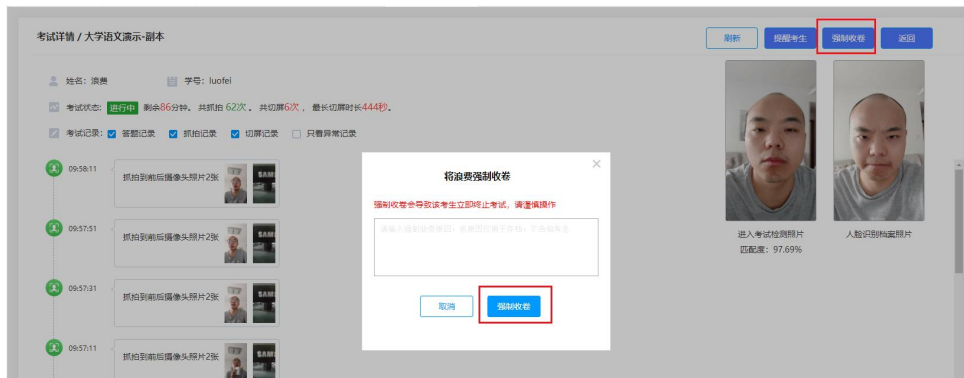 考试详情 / 大学语文演示-副本
刷新
提醒考生
强制收卷
返回
姓名：浪费
学号：luofei
考试状态：进行中 剩余86分钟。 共抓拍 62次 ， 共切屏6次 ， 最长切屏时长444秒。
考试记录：
答题记录
抓拍记录
切屏记录
只看异常记录
09:58:11
抓拍到前后摄像头照片2张
SAM
09:57:51
抓拍到前后摄像头照片2张
SAM
09:57:31
抓拍到前后摄像头照片2张
SAM
09:57:11
抓拍到前后摄像头照片2张
SAM
将浪费强制收卷
强制收卷会导致该考生立即终止考试，请谨慎操作
取消
强制收卷
进入考试检测照片
匹配度：97.69%
人脸识别档案照片